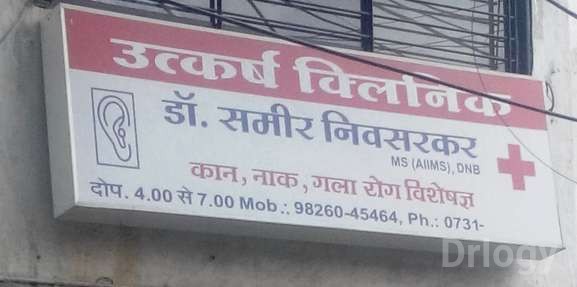 उत्कर्ष क्लिनिक
डॉ. समीर निवसरकर
MS (AIIMS), DNB
कान, नाक, गला रोग विशेषज्ञ
दोप. 4.00 से 7.00 Mob.: 98260-45464, Ph.: 0731-
Drlogy